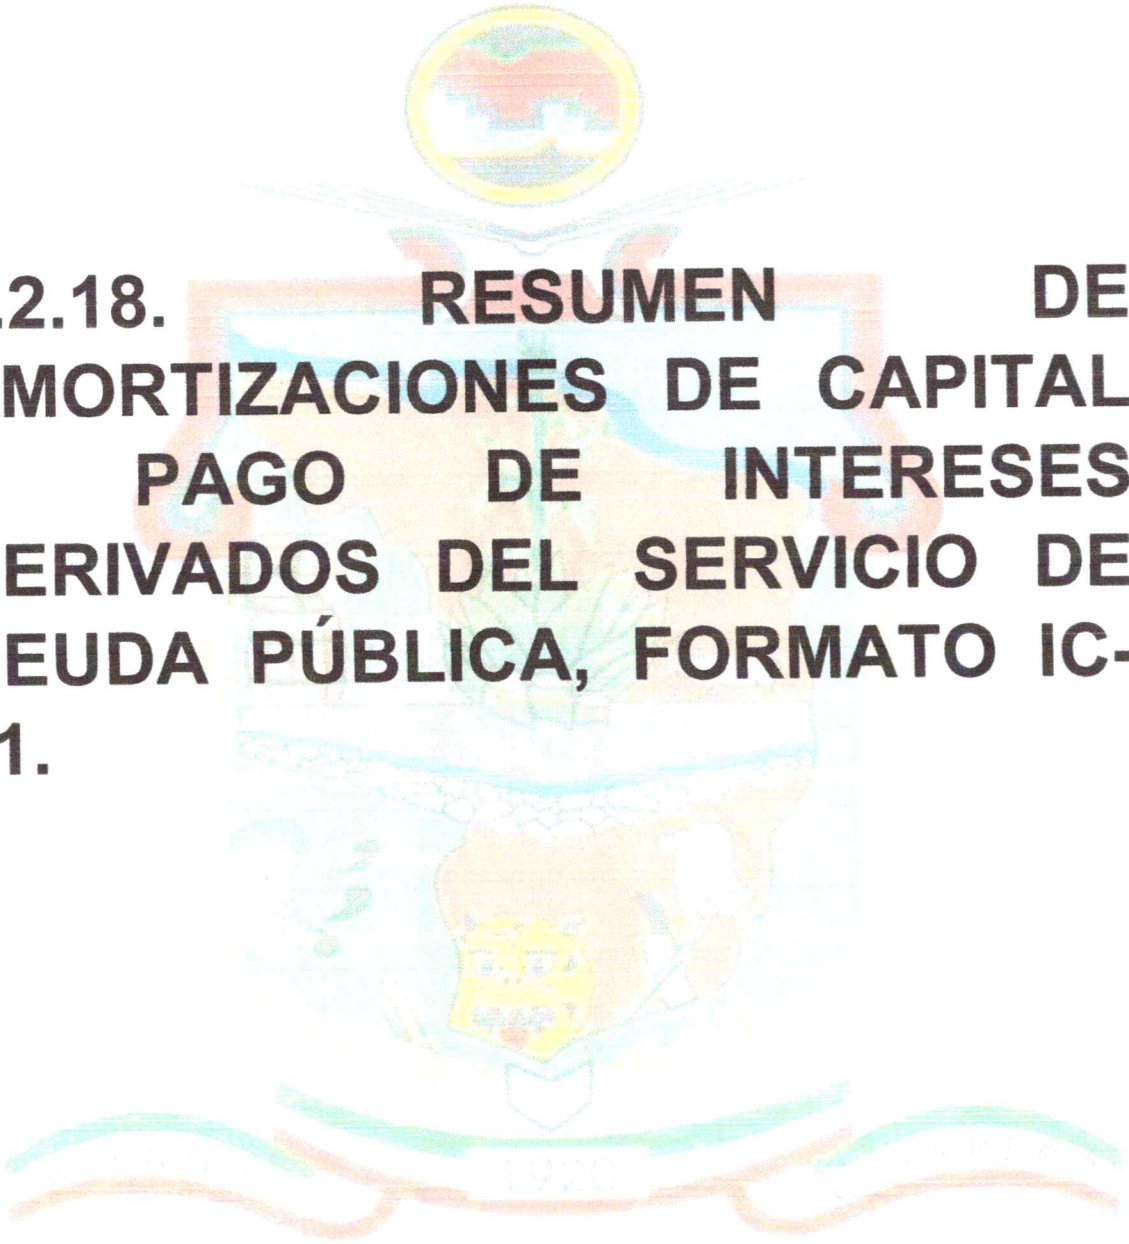 .2.18. RESUMEN DE
MORTIZACIONES DE CAPITAL
PAGO DE INTERESES
ERIVADOS DEL SERVICIO DE
EUDA PÚBLICA, FORMATO IC-
1.
1920